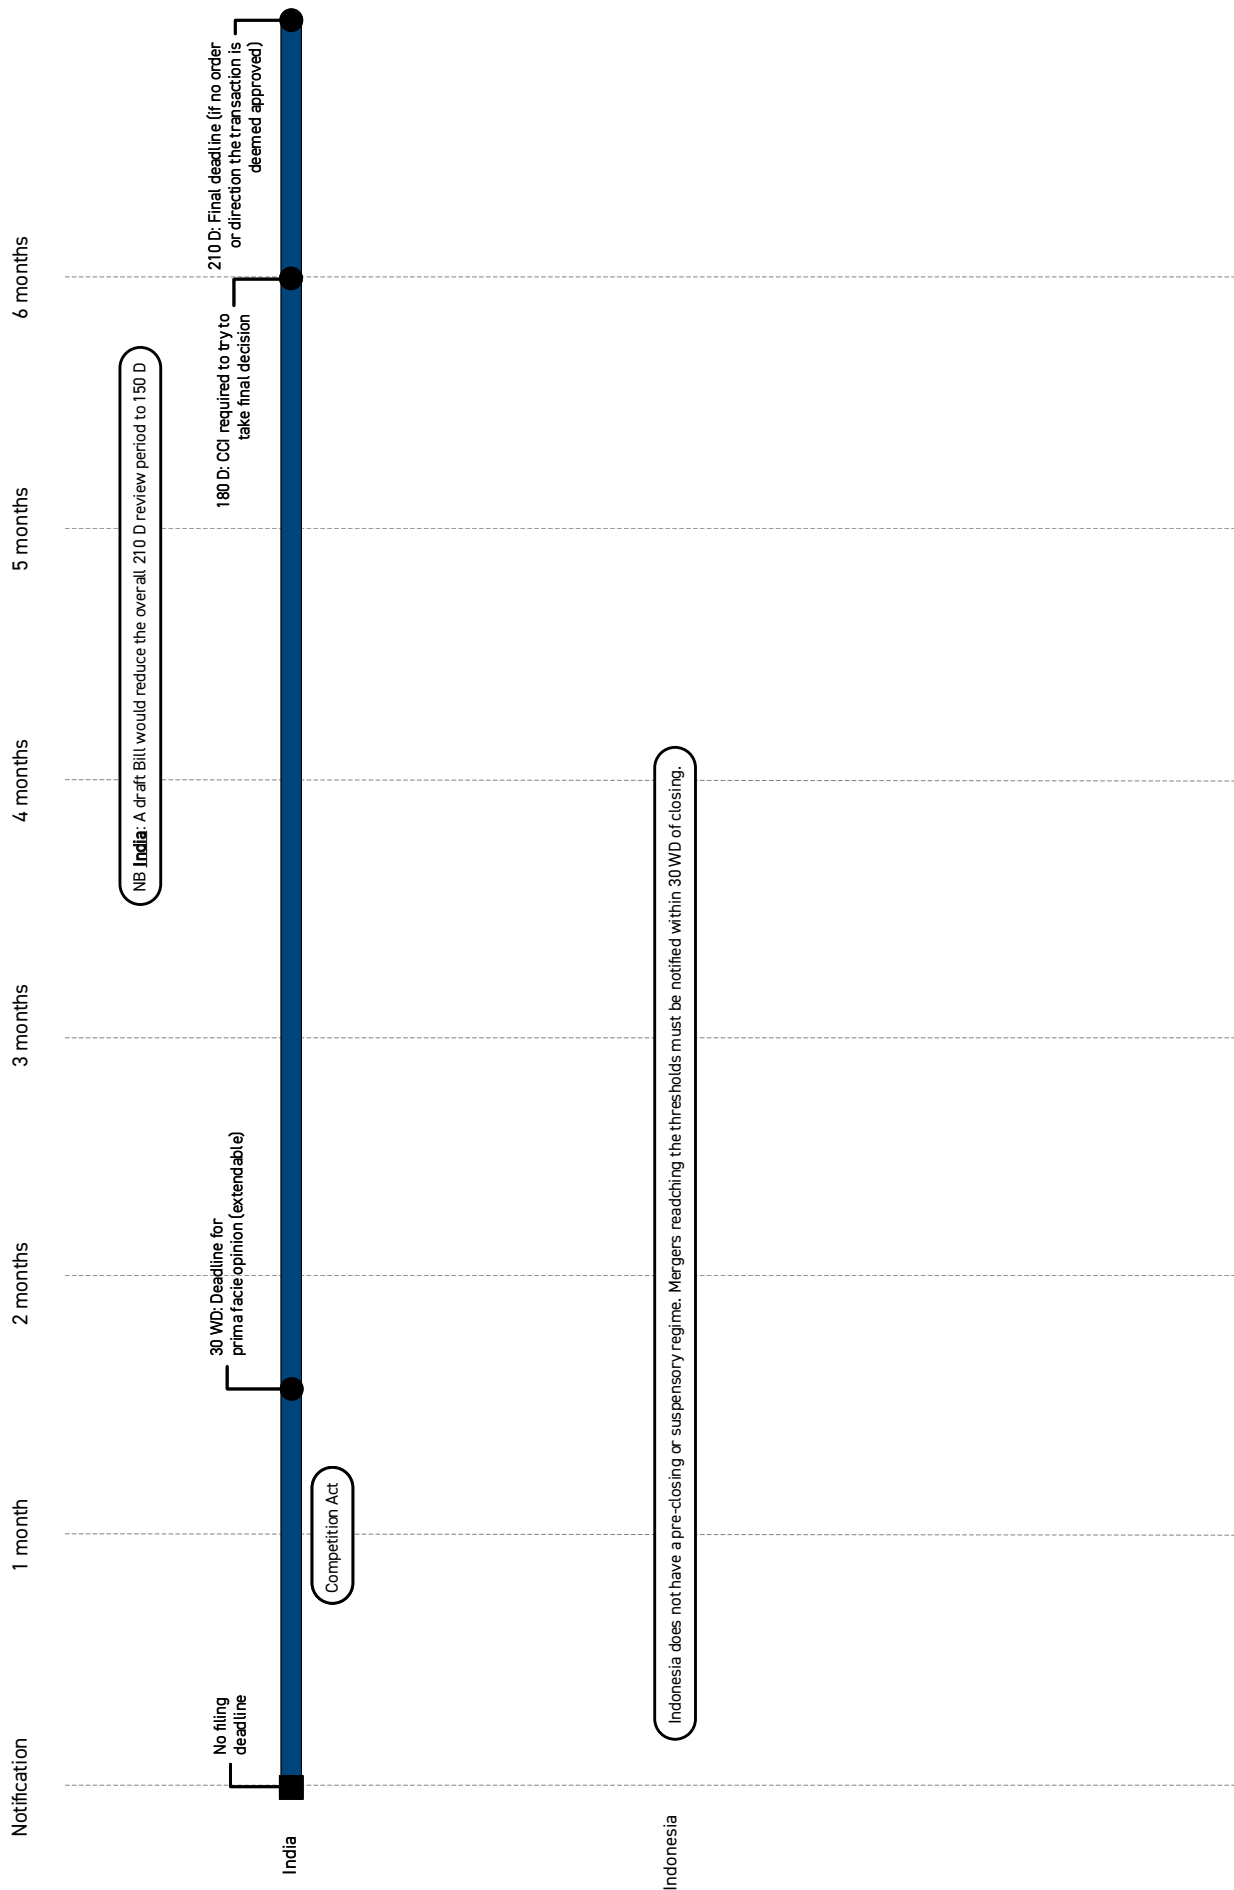 Notification
1 month
2 months
3 months
4 months
5 months
6 months
NB India: A draft Bill would reduce the overall 210 D review period to 150 D
India
No filing
deadline
30 WD: Deadline for
prima facie opinion (extendable)
180 D: CCI required to try to
take final decision
210 D: Final deadline (if no order
or direction the transaction is
deemed approved)
Competition Act
Indonesia
Indonesia does not have a pre-closing or suspensory regime. Mergers readching the thresholds must be notified within 30 WD of closing.